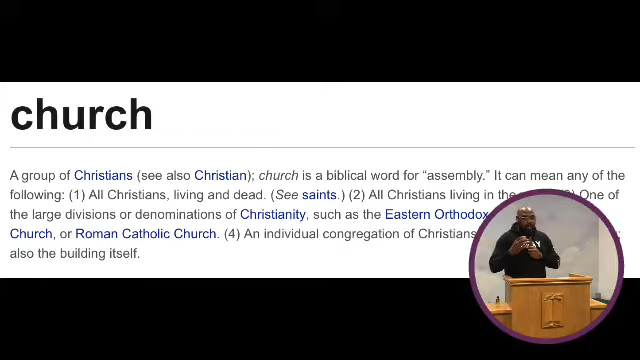 church
A group of Christians (see also Christian); church is a biblical word for “assembly.” It can mean any of the
following: (1) All Christians, living and dead. (See saints.) (2) All Christians living in the One of
the large divisions or denominations of Christianity, such as the Eastern Orthodox
Church, or Roman Catholic Church. (4) An individual congregation of Christians
also the building itself.